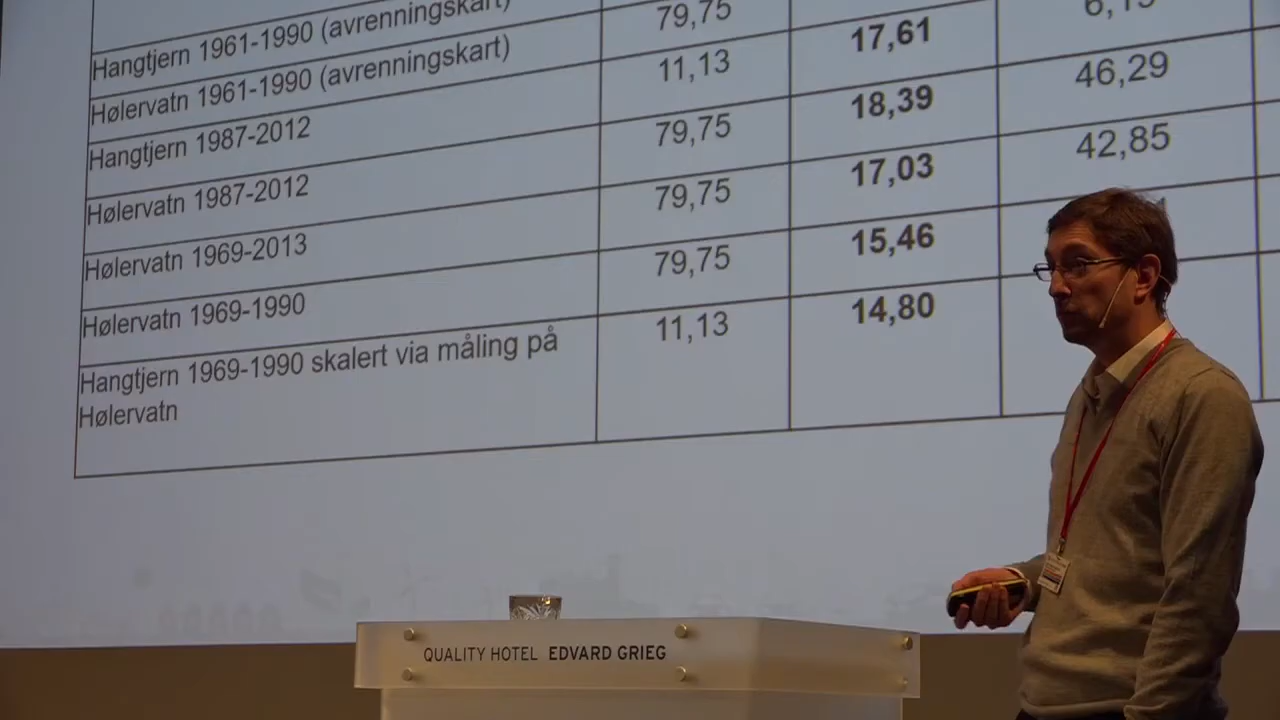 Hangtjern 1961-1990 (avrenningskart)
Hølervatn 1961-1990 (avrenningskart) 79,75
Hangtjern 1987-2012 11,13 17,61
Hølervatn 1987-2012 79,75 18,39 46,29
Hølervatn 1969-2013 79,75 17,03 42,85
Hølervatn 1969-1990 79,75 15,46
Hangtjern 1969-1990 skalert via måling på 11,13 14,80
Hølervatn
QUALITY HOTEL EDVARD GRIEG